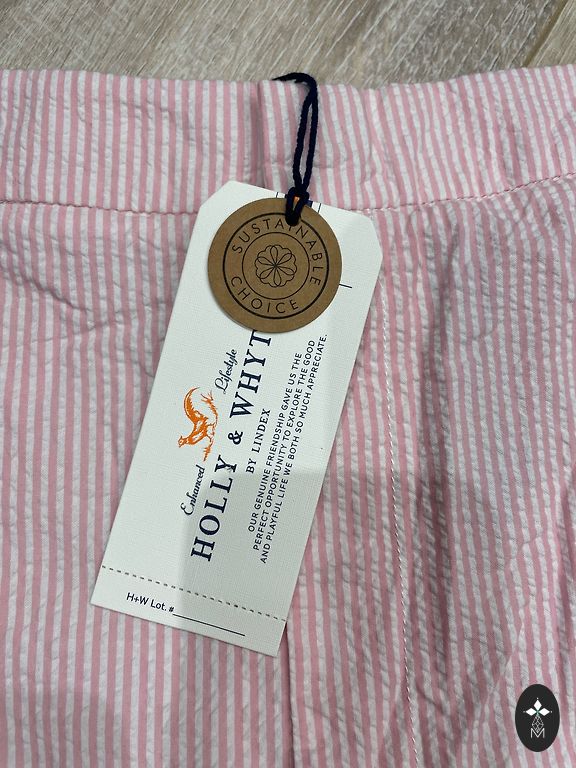 SUSTAINABLE
CHOICE
Enhanced Lifestyle
HOLLY & WHYT
BY LINDEX
OUR GENUINE FRIENDSHIP GAVE US THE
PERFECT OPPORTUNITY TO EXPLORE THE GOOD
AND PLAYFUL LIFE WE BOTH SO MUCH APPRECIATE.
H+W Lot. #
M